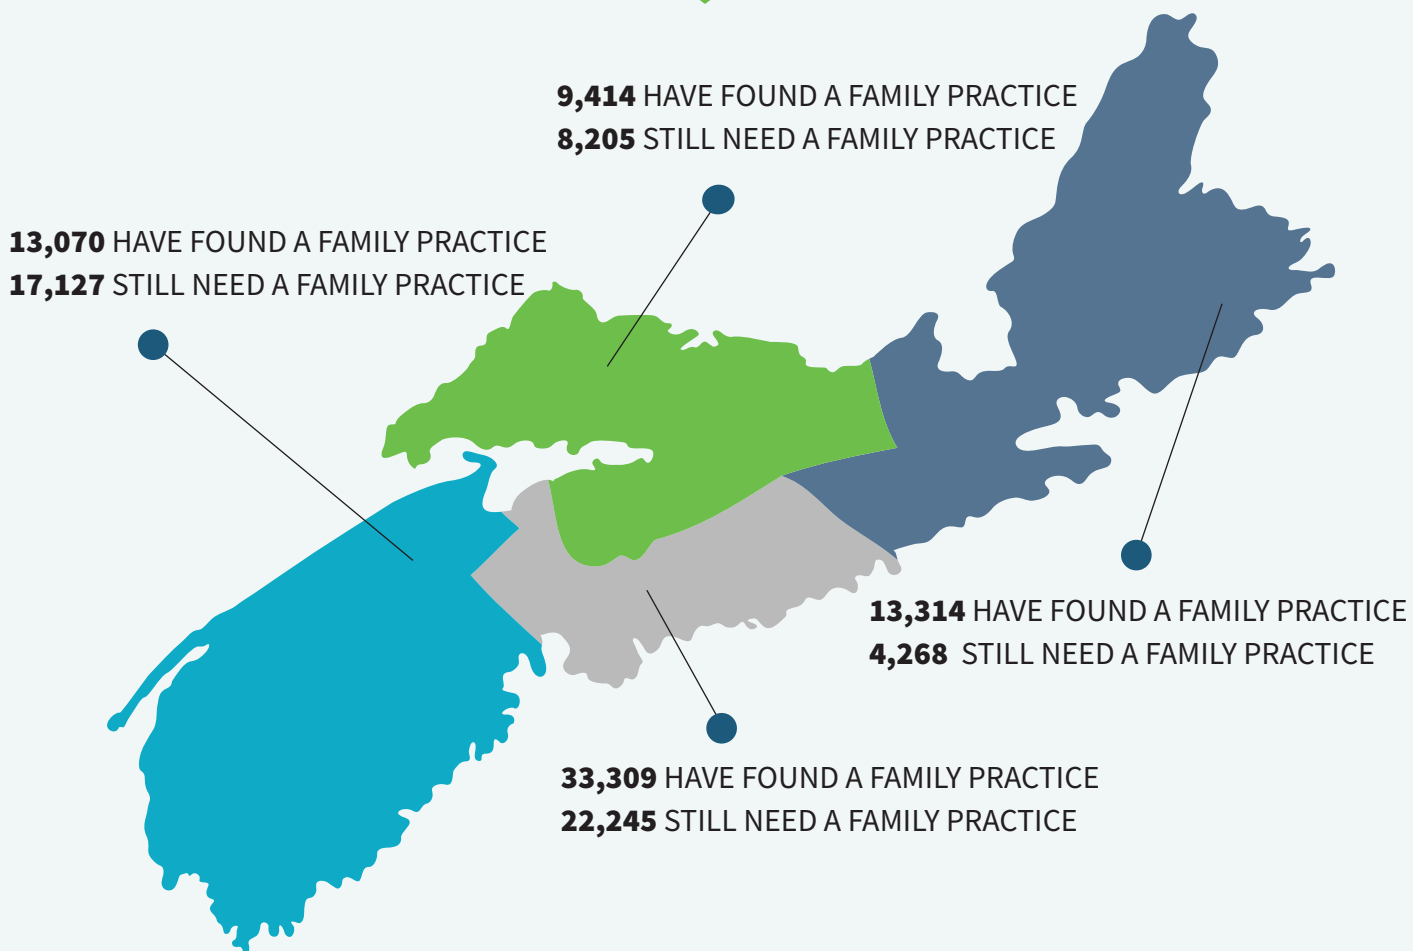 9,414 HAVE FOUND A FAMILY PRACTICE
8,205 STILL NEED A FAMILY PRACTICE
13,070 HAVE FOUND A FAMILY PRACTICE
17,127 STILL NEED A FAMILY PRACTICE
13,314 HAVE FOUND A FAMILY PRACTICE
4,268 STILL NEED A FAMILY PRACTICE
33,309 HAVE FOUND A FAMILY PRACTICE
22,245 STILL NEED A FAMILY PRACTICE